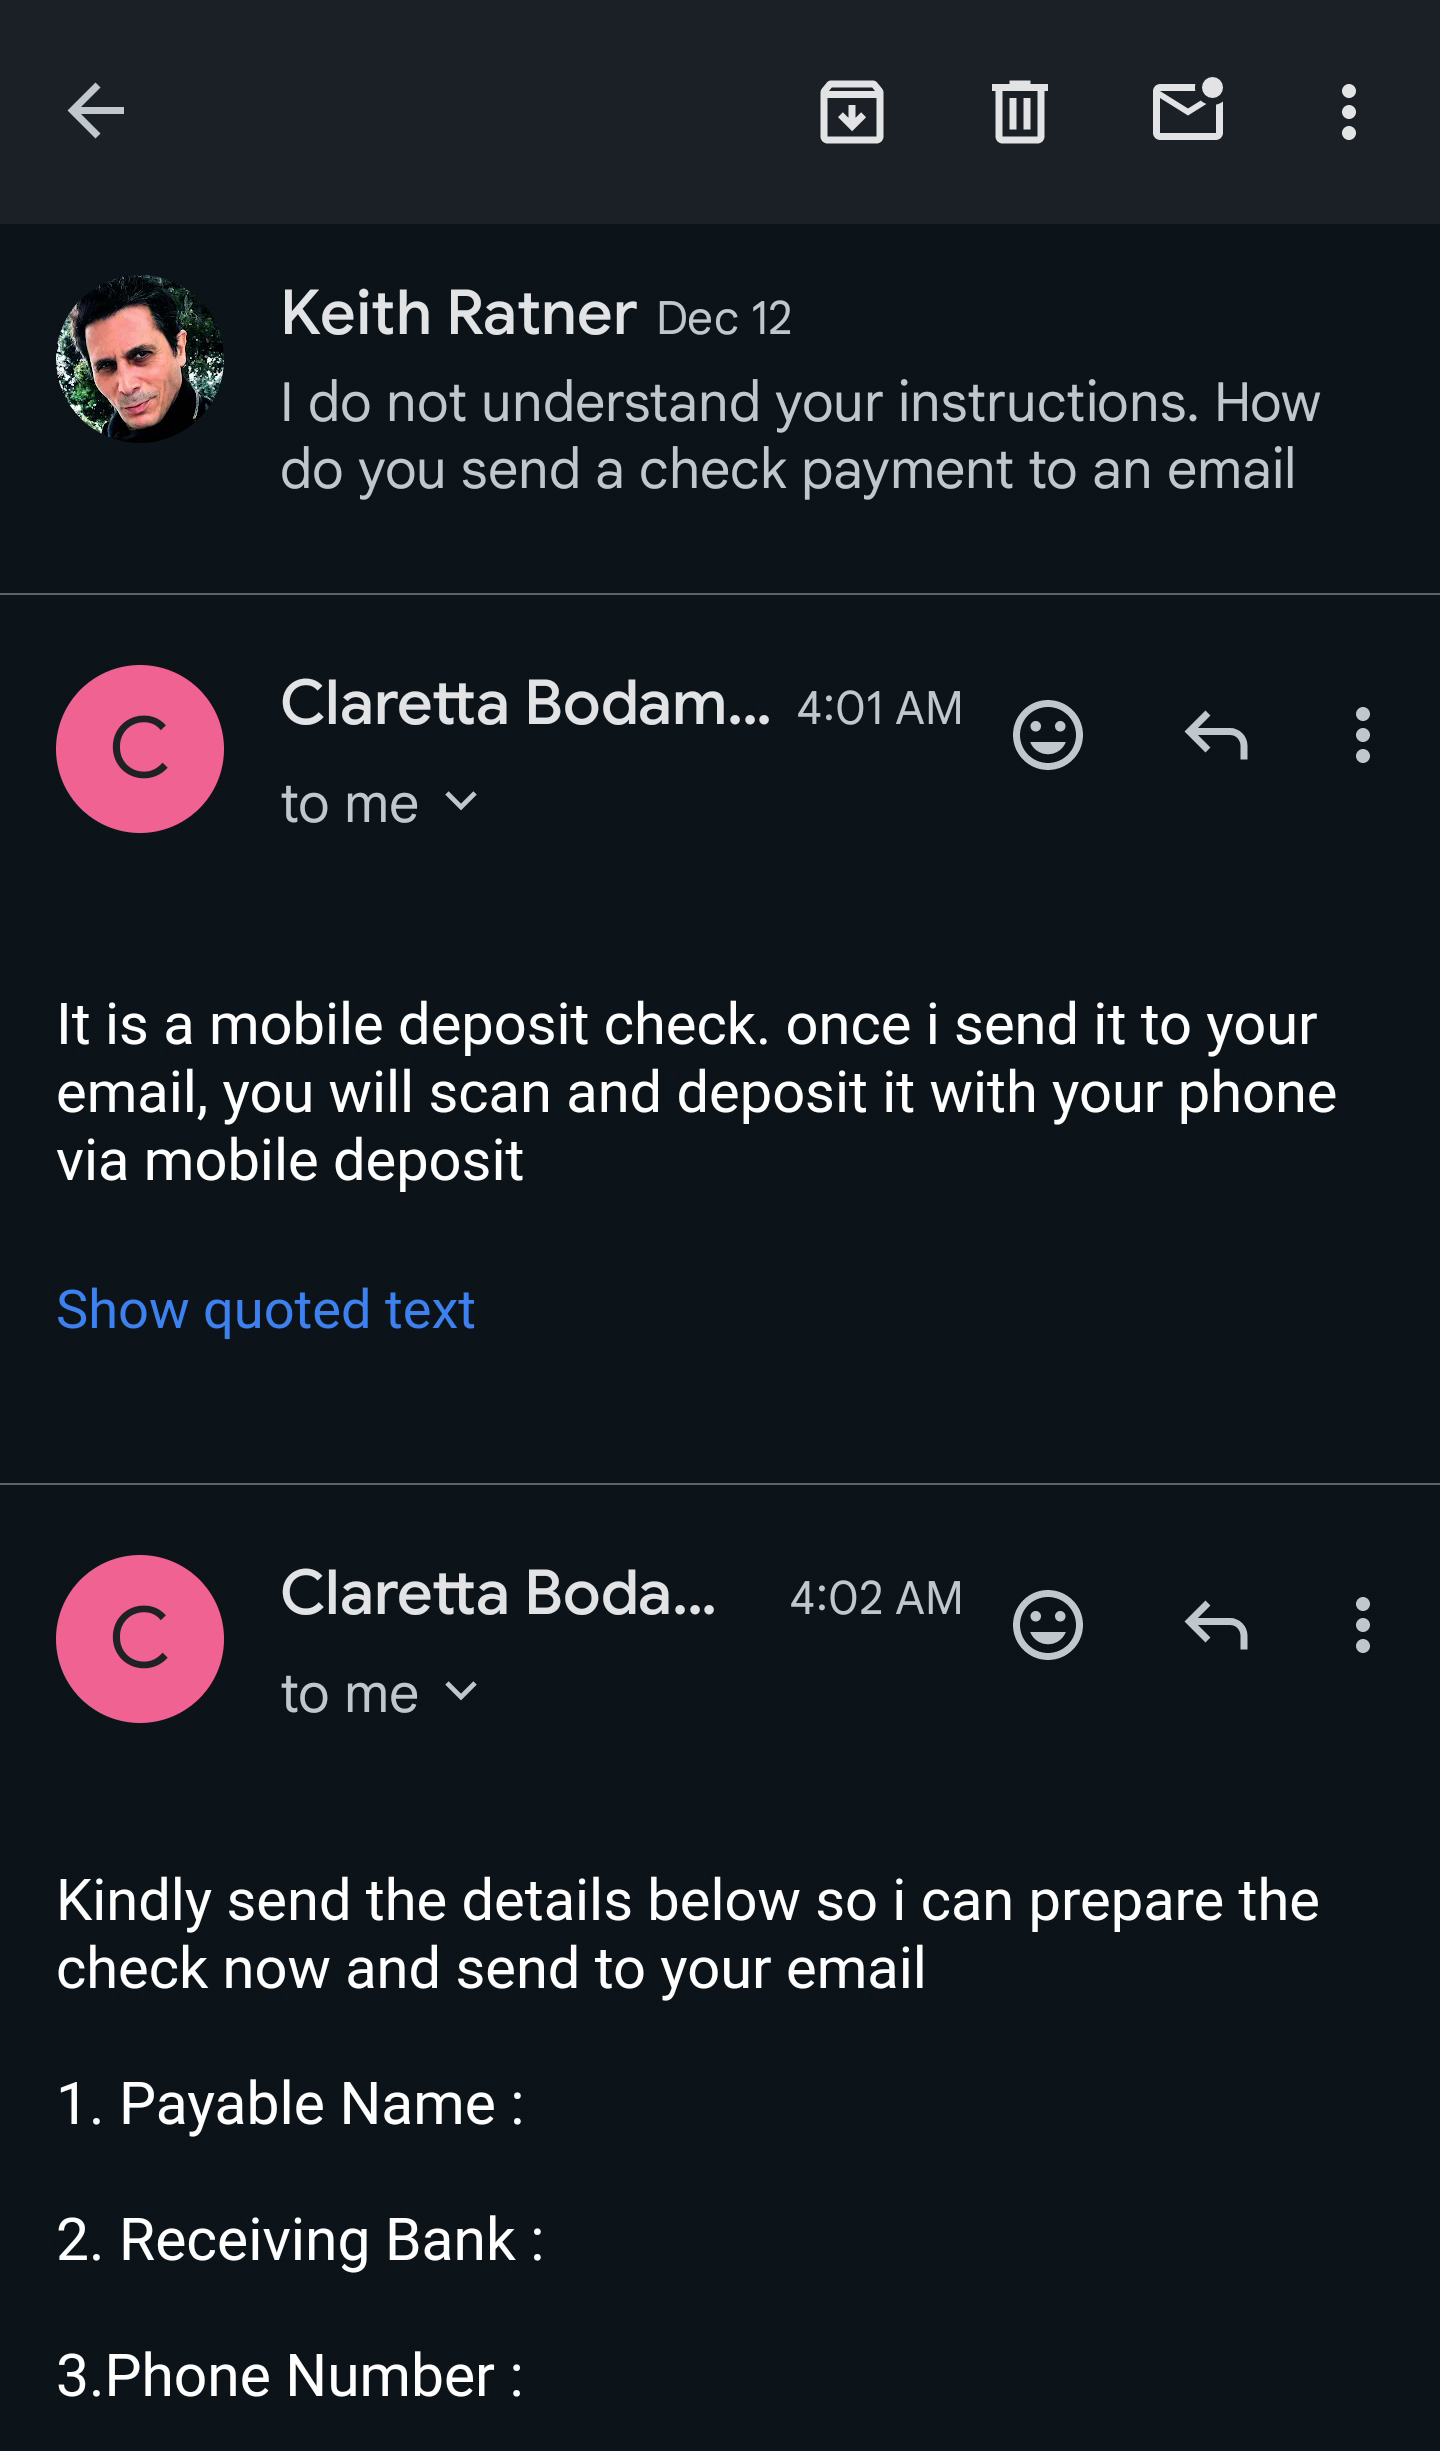 Keith Ratner Dec 12
I do not understand your instructions. How
do you send a check payment to an email
C
Claretta Bodam... 4:01 AM
to me
It is a mobile deposit check. once i send it to your
email, you will scan and deposit it with your phone
via mobile deposit
Show quoted text
C
Claretta Boda... 4:02 AM
to me
Kindly send the details below so i can prepare the
check now and send to your email
1. Payable Name :
2. Receiving Bank :
3.Phone Number :